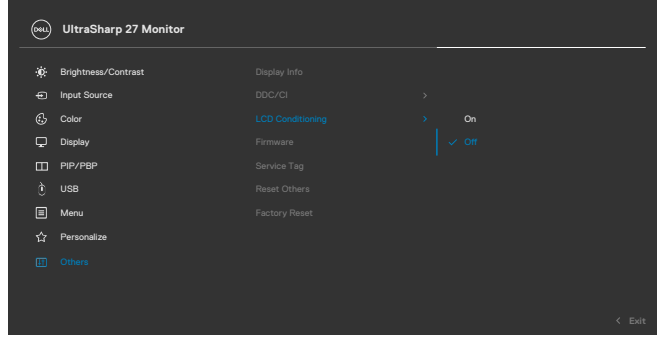 DELL UltraSharp 27 Monitor
Brightness/Contrast Display Info
Input Source DDC/CI
Color LCD Conditioning On
Display Firmware Off
PIP/PBP Service Tag
USB Reset Others
Menu Factory Reset
Personalize
Others
Exit